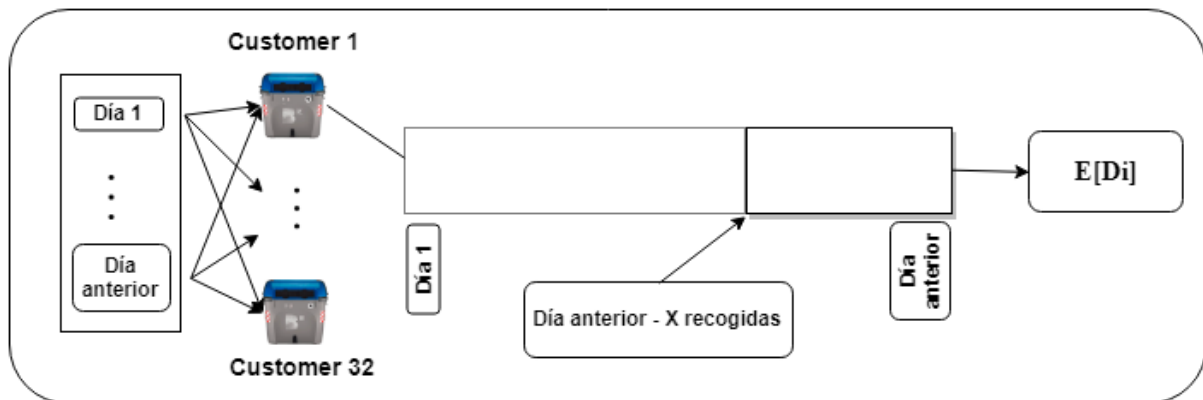 Customer 1
Día 1
Día
anterior
Customer 32
Día 1
Día anterior - X recogidas
Día
anterior
E[Di]